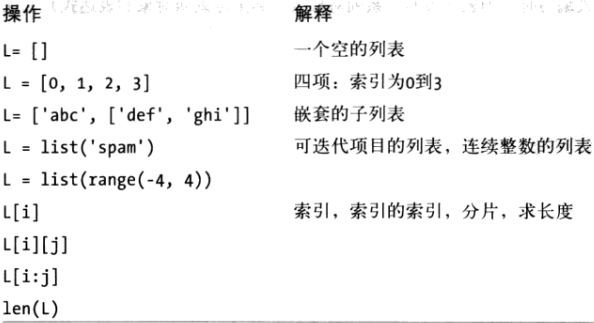 操作 解释
L= [] 一个空的列表
L = [0, 1, 2, 3] 四项：索引为0到3
L= ['abc', ['def', 'ghi']] 嵌套的子列表
L = list('spam') 可迭代项目的列表，连续整数的列表
L = list(range(-4, 4))
L[i] 索引，索引的索引，分片，求长度
L[i][j]
L[i:j]
len(L)